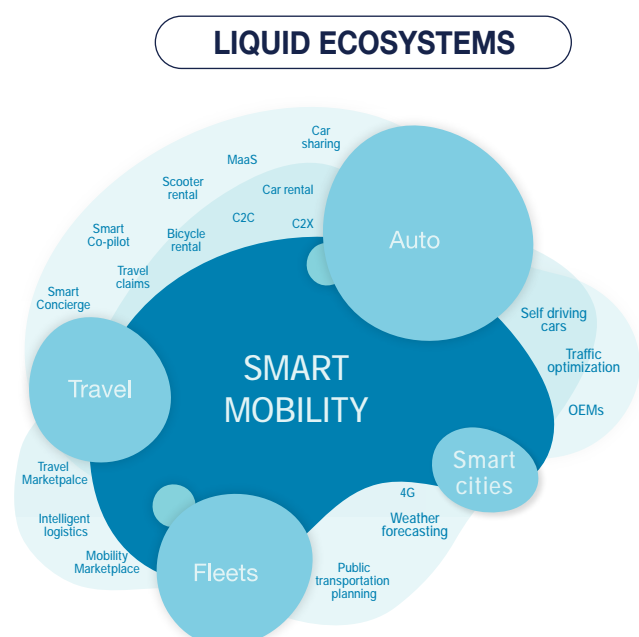 LIQUID ECOSYSTEMS
Car
sharing
MaaS
Scooter
rental
Car rental
C2C
C2X
Smart
Co-pilot
Bicycle
rental
Travel
claims
Smart
Concierge
Auto
Self driving
cars
Traffic
optimization
OEMs
SMART
MOBILITY
Travel
Smart
cities
Travel
Marketpalce
Intelligent
logistics
Mobility
Marketplace
Fleets
4G
Weather
forecasting
Public
transportation
planning